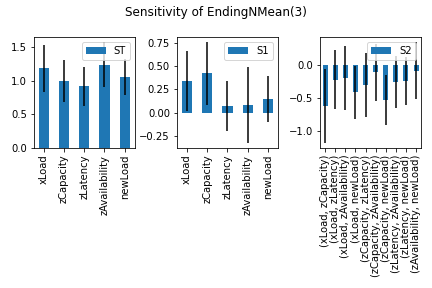 Sensitivity of EndingNMean(3)
ST
1.5
1.0
0.5
0.0
xLoad
zCapacity
zLatency
zAvailability
newLoad
S1
0.75
0.50
0.25
0.00
−0.25
xLoad
zCapacity
zLatency
zAvailability
newLoad
S2
0.0
−0.5
−1.0
(xLoad, zCapacity)
(xLoad, zLatency)
(xLoad, zAvailability)
(xLoad, newLoad)
(zCapacity, zLatency)
(zCapacity, zAvailability)
(zCapacity, newLoad)
(zLatency, zAvailability)
(zLatency, newLoad)
(zAvailability, newLoad)